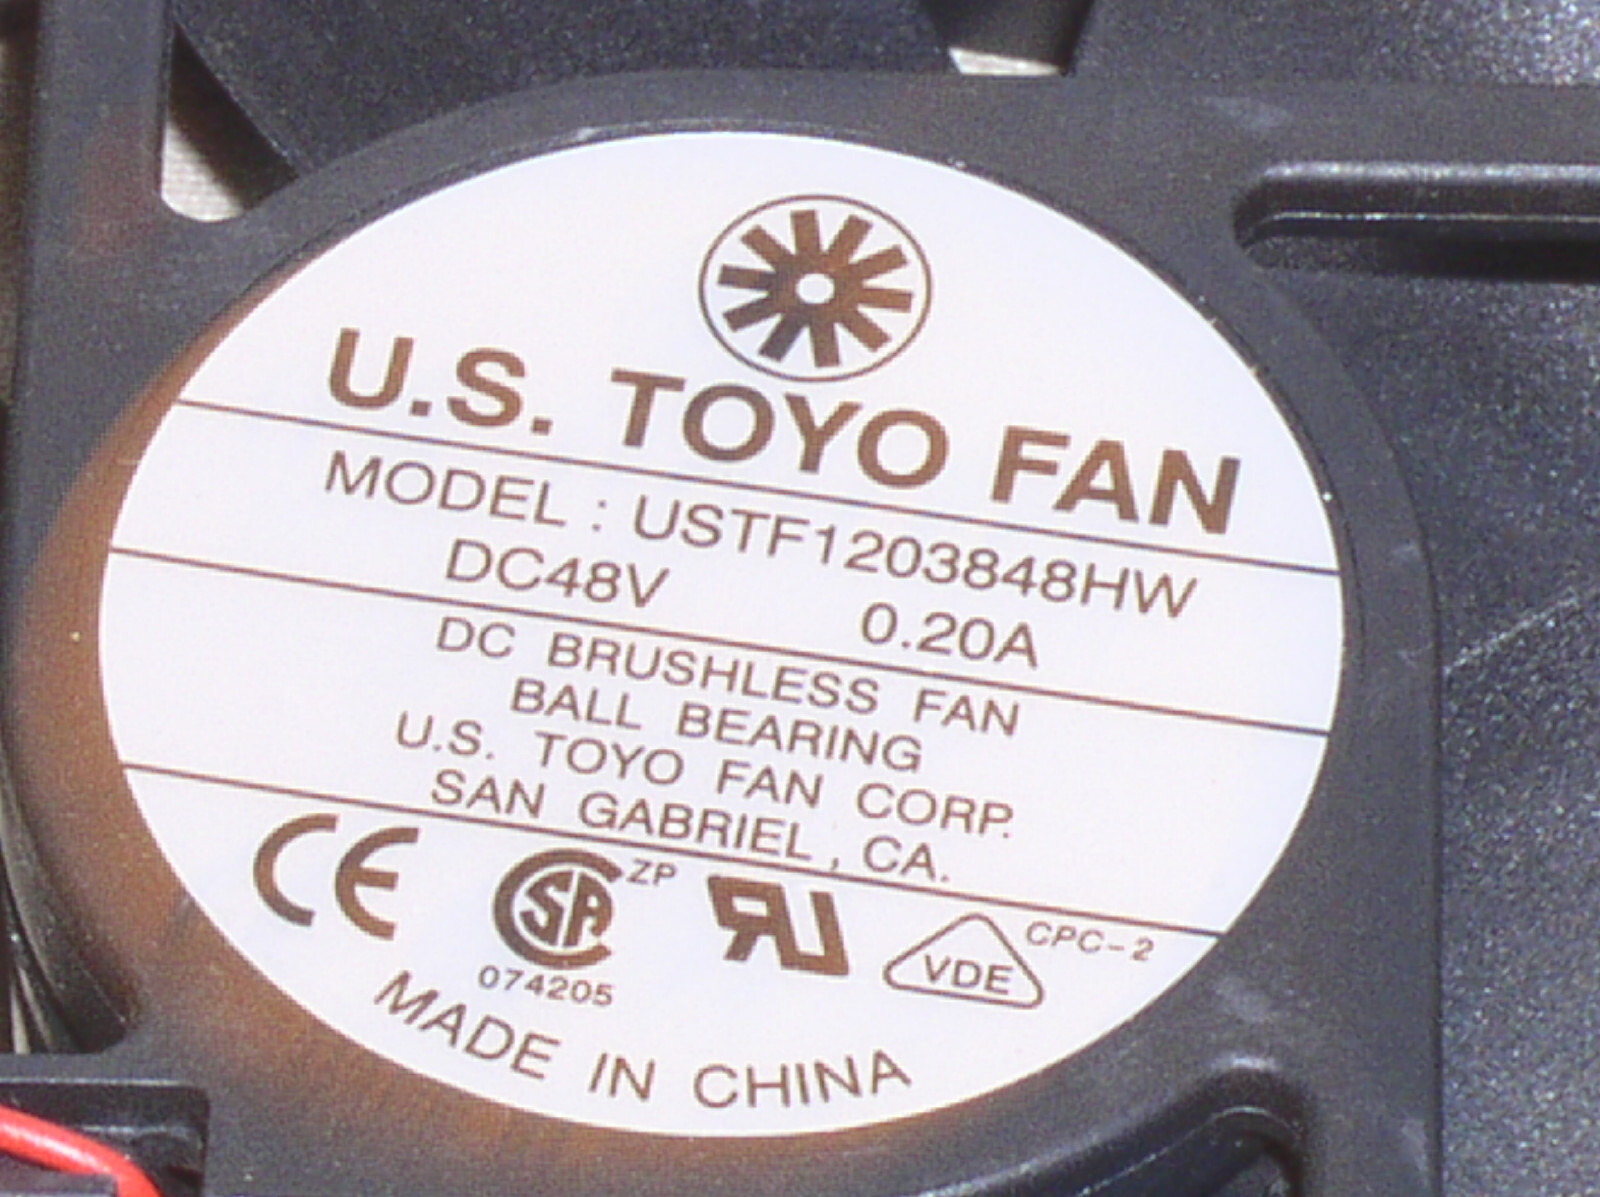 U.S. TOYO FAN
MODEL : USTF1203848HW
DC48V 0.20A
DC BRUSHLESS FAN
BALL BEARING
U.S. TOYO FAN CORP.
SAN GABRIEL, CA.
CE SA ZP RU VDE CPC-2
074205
MADE IN CHINA